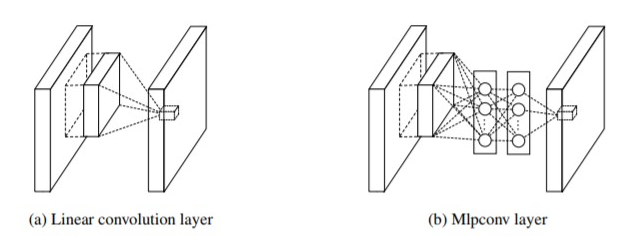 (a) Linear convolution layer
(b) Mlpconv layer